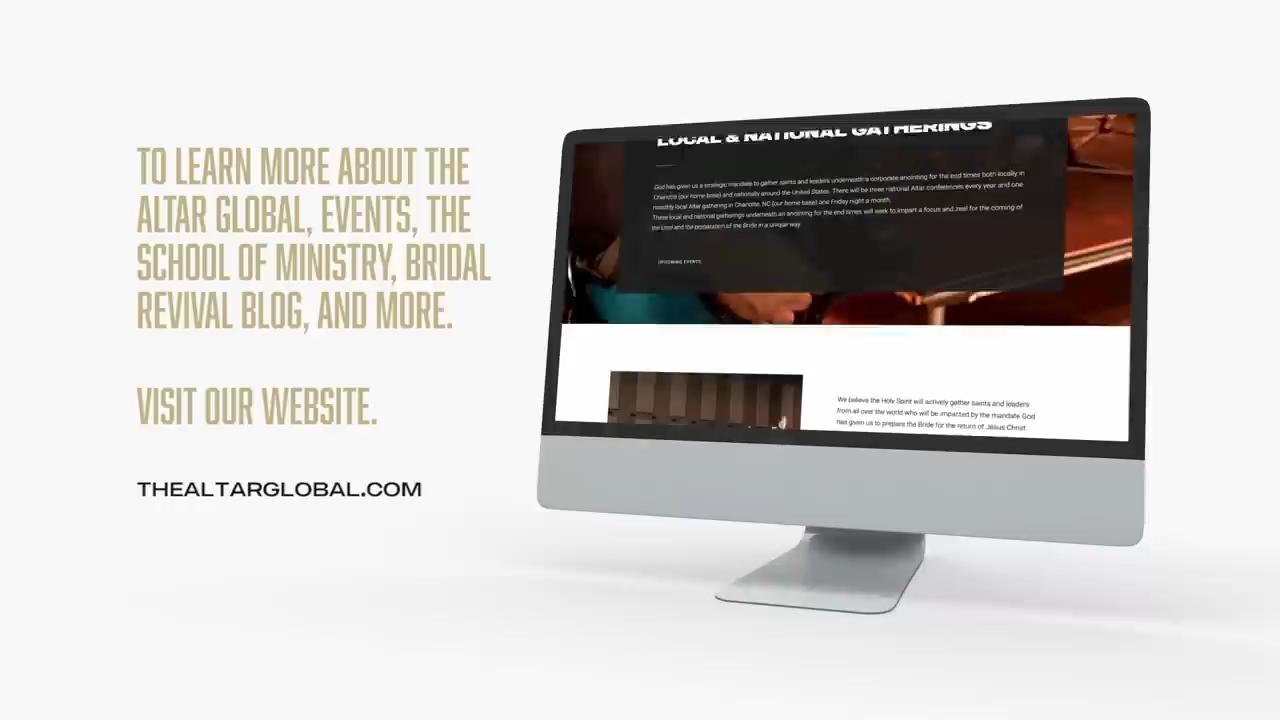 TO LEARN MORE ABOUT THE
ALTAR GLOBAL, EVENTS, THE
SCHOOL OF MINISTRY, BRIDAL
REVIVAL BLOG, AND MORE.
VISIT OUR WEBSITE.
THEALTARGLOBAL.COM
LOCAL & NATIONAL GATHERINGS
God has given us a strategic mandate to gather saints and leaders underneath a corporate anointing for the end times both locally in
Charlotte (our home base) and nationally around the United States. There will be three national Altar conferences every year and one
monthly local Altar gathering in Charlotte, NC (our home base) one Friday night a month.
These local and national gatherings underneath an anointing for the end times will seek to impart a focus and zeal for the coming of
the Lord and the preparation of the Bride in a unique way.
UPCOMING EVENTS
We believe the Holy Spirit will actively gather saints and leaders
from all over the world who will be impacted by the mandate God
has given us to prepare the Bride for the return of Jesus Christ.